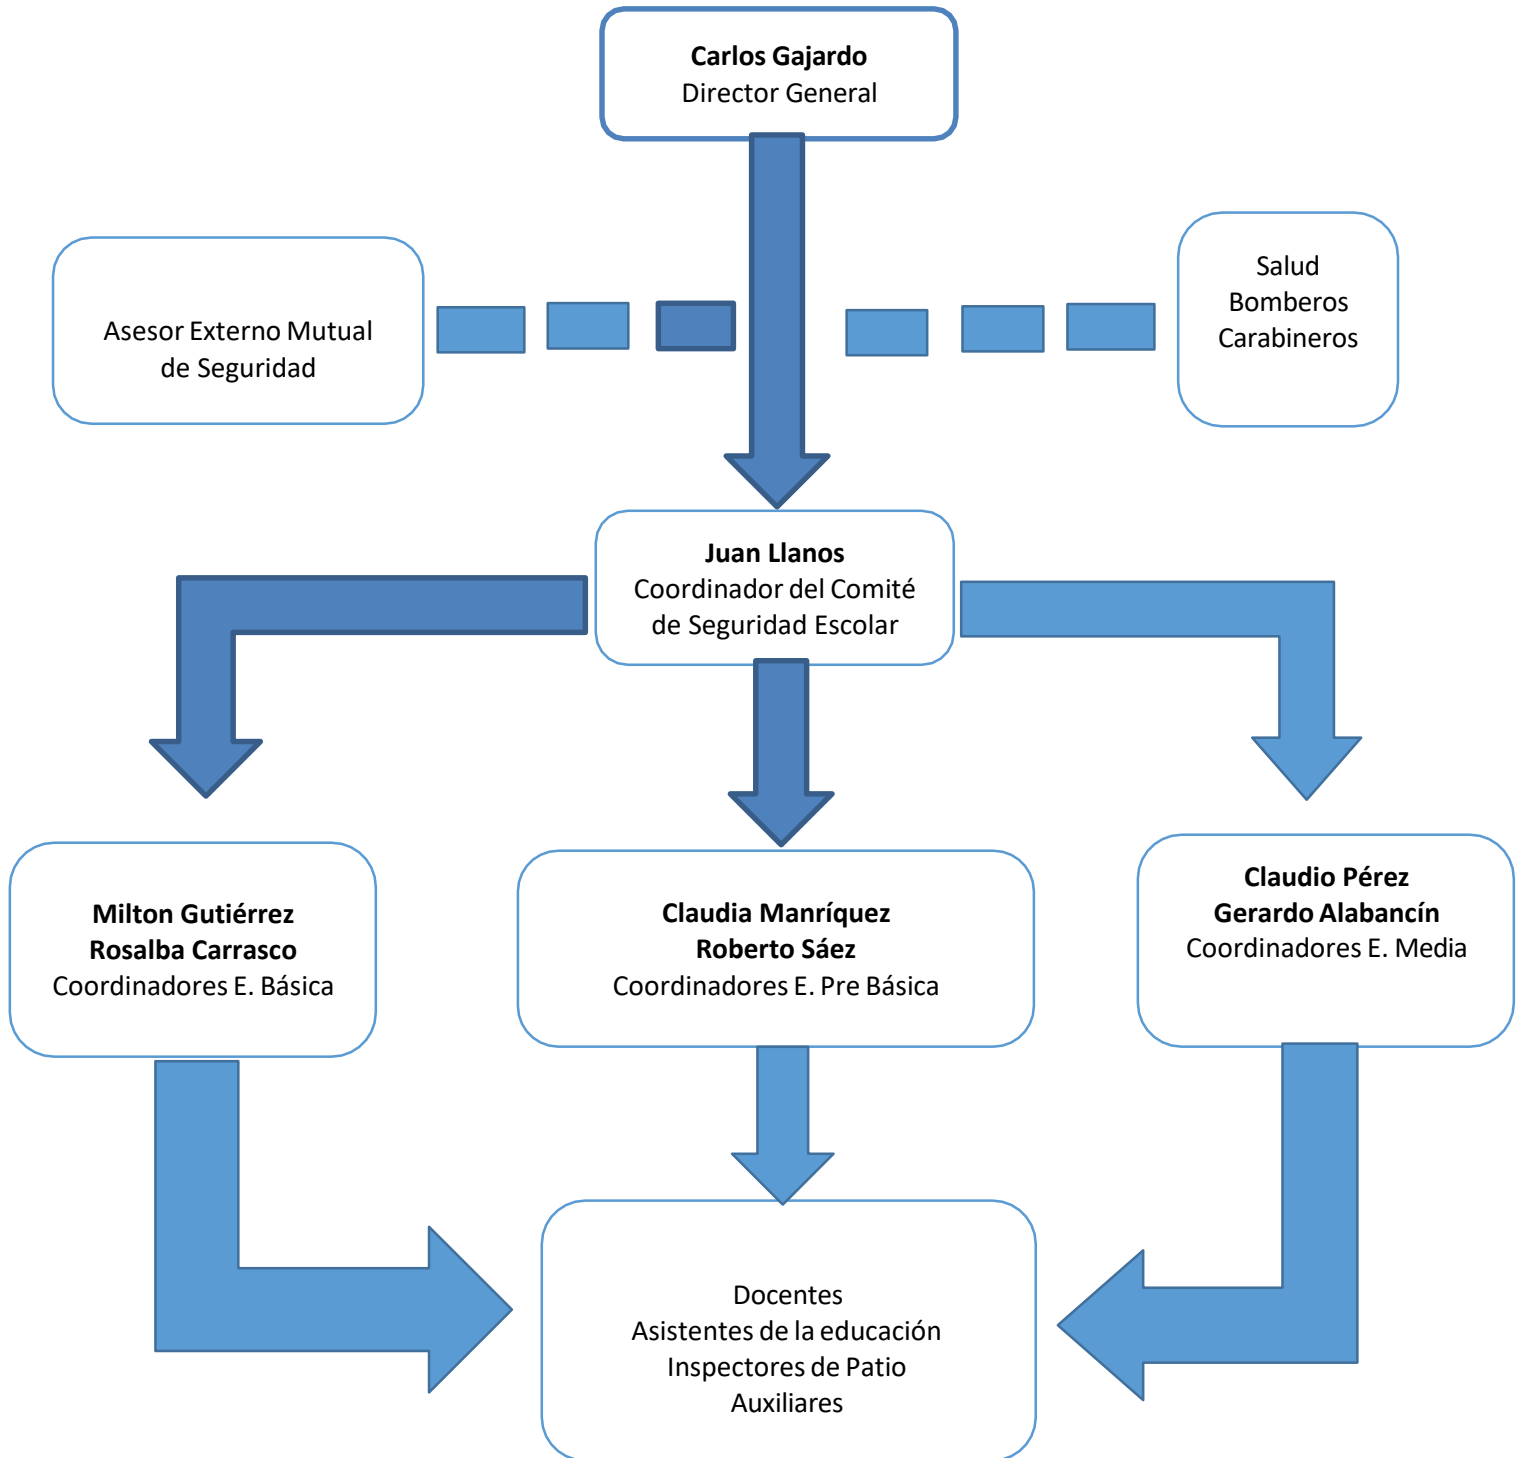 Carlos Gajardo
Director General
Asesor Externo Mutual
de Seguridad
Salud
Bomberos
Carabineros
Juan Llanos
Coordinador del Comité
de Seguridad Escolar
Milton Gutiérrez
Rosalba Carrasco
Coordinadores E. Básica
Claudia Manríquez
Roberto Sáez
Coordinadores E. Pre Básica
Claudio Pérez
Gerardo Alabancín
Coordinadores E. Media
Docentes
Asistentes de la educación
Inspectores de Patio
Auxiliares